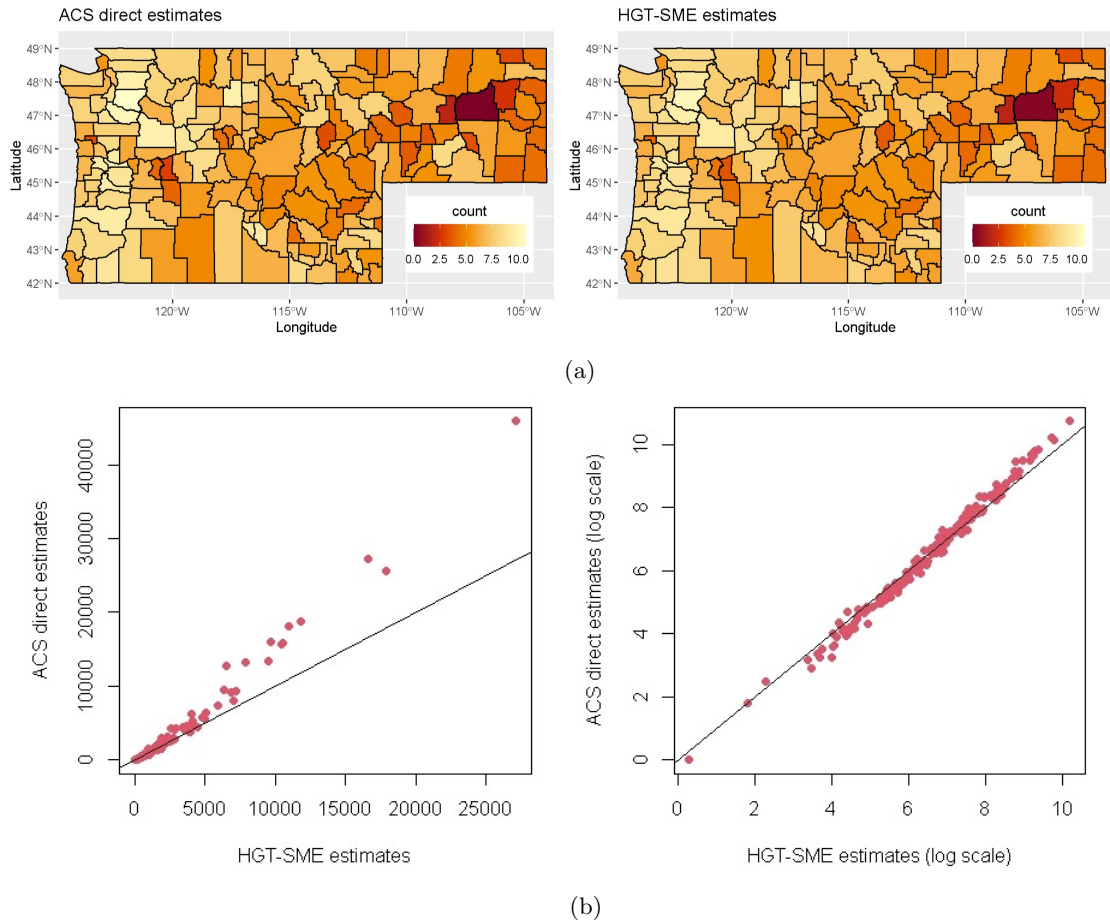 ACS direct estimates
49°N
48°N
47°N
46°N
45°N
44°N
43°N
42°N
Latitude
120°W
115°W
110°W
105°W
Longitude
count
0.0 2.5 5.0 7.5 10.0
HGT-SME estimates
49°N
48°N
47°N
46°N
45°N
44°N
43°N
42°N
Latitude
120°W
115°W
110°W
105°W
Longitude
count
0.0 2.5 5.0 7.5 10.0
(a)
ACS direct estimates
40000
30000
20000
10000
0
0 5000 10000 15000 20000 25000
HGT-SME estimates
ACS direct estimates (log scale)
10
8
6
4
2
0
0 2 4 6 8 10
HGT-SME estimates (log scale)
(b)